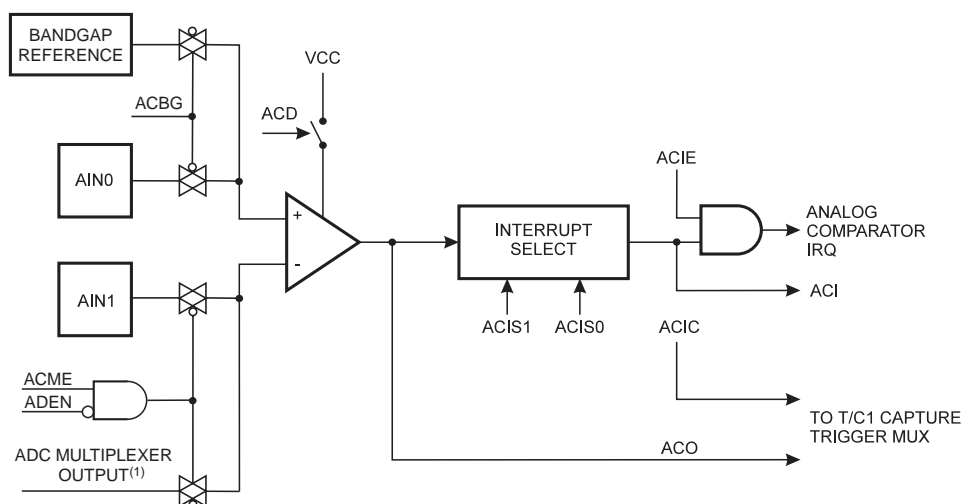 BANDGAP
REFERENCE
VCC
ACBG
ACD
AIN0
ACIE
+
INTERRUPT
SELECT
ANALOG
COMPARATOR
IRQ
-
AIN1
ACI
ACIS1
ACIS0
ACIC
ACME
ADEN
TO T/C1 CAPTURE
TRIGGER MUX
ADC MULTIPLEXER
OUTPUT(1)
ACO